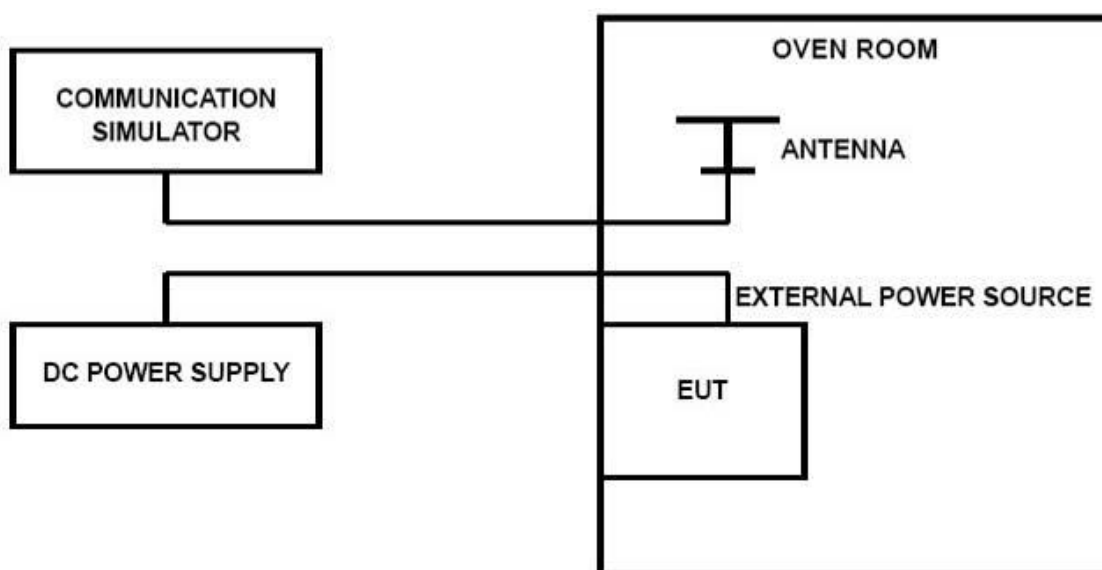 OVEN ROOM
COMMUNICATION
SIMULATOR
ANTENNA
EXTERNAL POWER SOURCE
DC POWER SUPPLY
EUT